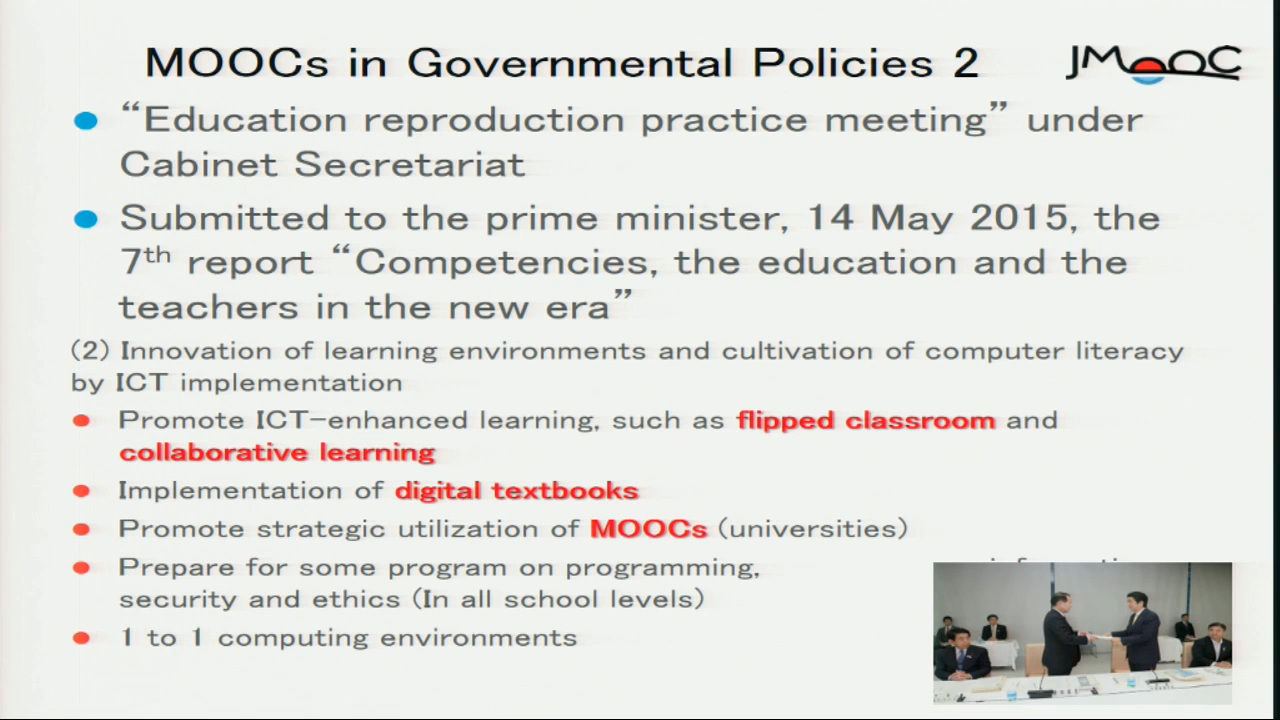 MOOCs in Governmental Policies 2
JMOOC
“Education reproduction practice meeting” under
Cabinet Secretariat
Submitted to the prime minister, 14 May 2015, the
7th report “Competencies, the education and the
teachers in the new era”
(2) Innovation of learning environments and cultivation of computer literacy
by ICT implementation
Promote ICT-enhanced learning, such as flipped classroom and
collaborative learning
Implementation of digital textbooks
Promote strategic utilization of MOOCs (universities)
Prepare for some program on programming,
security and ethics (In all school levels)
1 to 1 computing environments